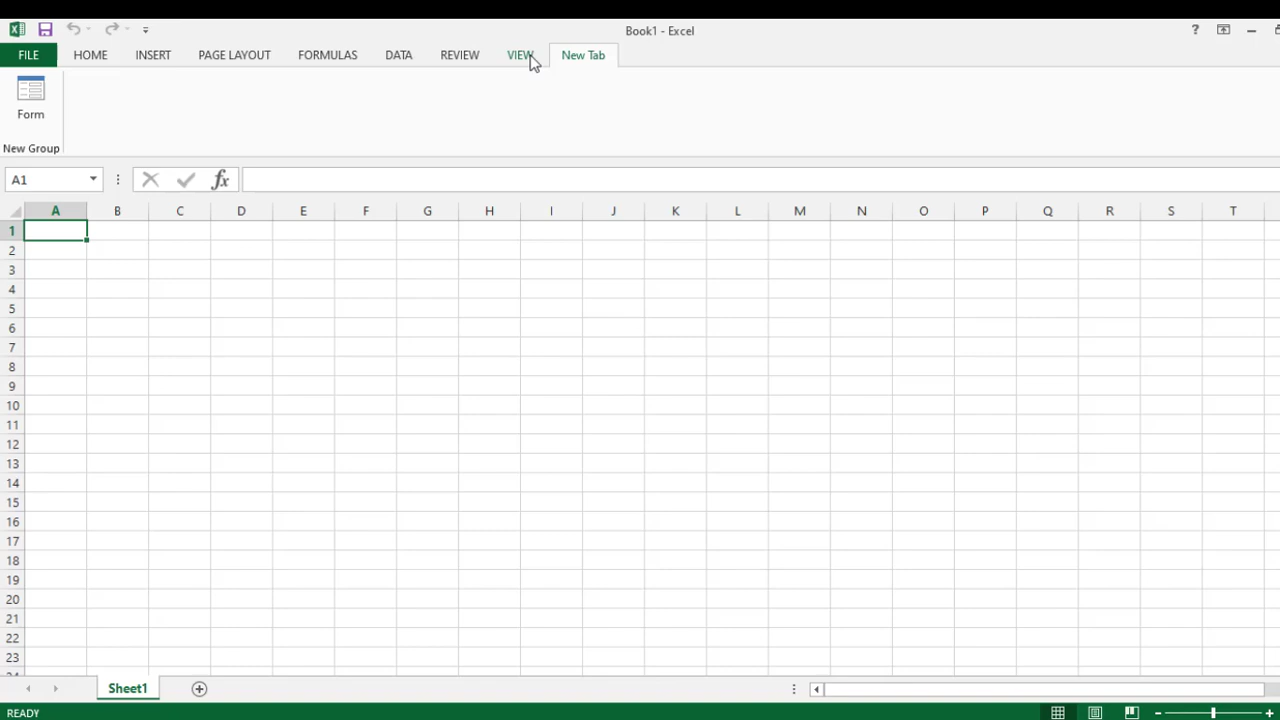 Book1 - Excel ?
FILE HOME INSERT PAGE LAYOUT FORMULAS DATA REVIEW VIEW New Tab
Form
New Group
A1 fx
A B C D E F G H I J K L M N O P Q R S T
1
2
3
4
5
6
7
8
9
10
11
12
13
14
15
16
17
18
19
20
21
22
23
Sheet1
READY